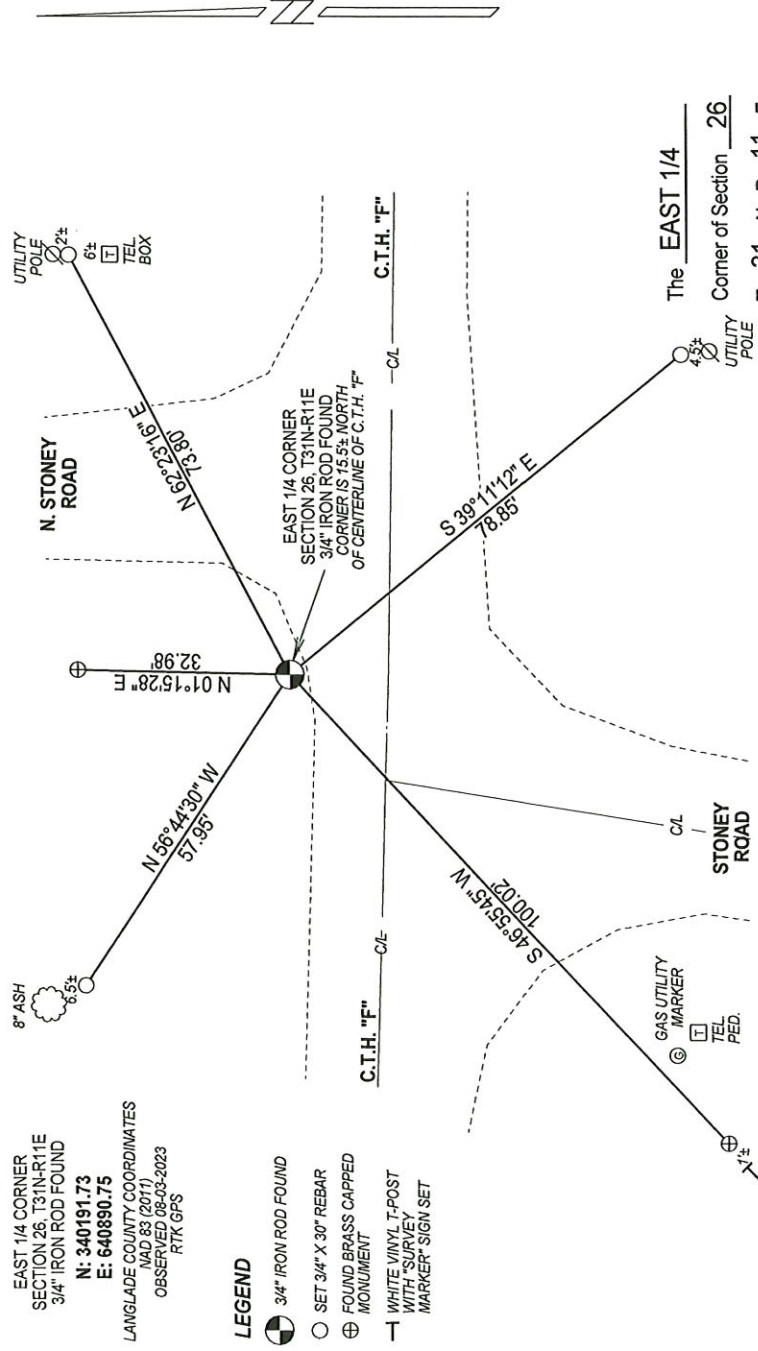 EAST 1/4 CORNER
SECTION 26, T31N-R11E
3/4" IRON ROD FOUND
N: 340191.73
E: 640890.75
LANGLADE COUNTY COORDINATES
NAD 83 (2011)
OBSERVED 08-03-2023
RTK GPS
LEGEND
3/4" IRON ROD FOUND
SET 3/4" X 30" REBAR
FOUND BRASS CAPPED
MONUMENT
WHITE VINYL T-POST
WITH "SURVEY
MARKER" SIGN SET
8" ASH
6.5'±
N 56°44'30" W
57.95'
N 01°15'28" E
32.98'
N. STONEY
ROAD
N 62°23'16" E
73.80'
UTILITY
POLE
2'±
6'±
T
TEL.
BOX
EAST 1/4 CORNER
SECTION 26, T31N-R11E
3/4" IRON ROD FOUND
CORNER IS 15.5'± NORTH
OF CENTERLINE OF C.T.H. "F"
C.T.H. "F"
C/L
C/L
C.T.H. "F"
S 46°55'45" W
100.02'
S 39°11'12" E
78.85'
C/L
STONEY
ROAD
G
GAS UTILITY
MARKER
T
TEL.
PED.
1'±
4.5'±
UTILITY
POLE
N
The EAST 1/4
Corner of Section 26